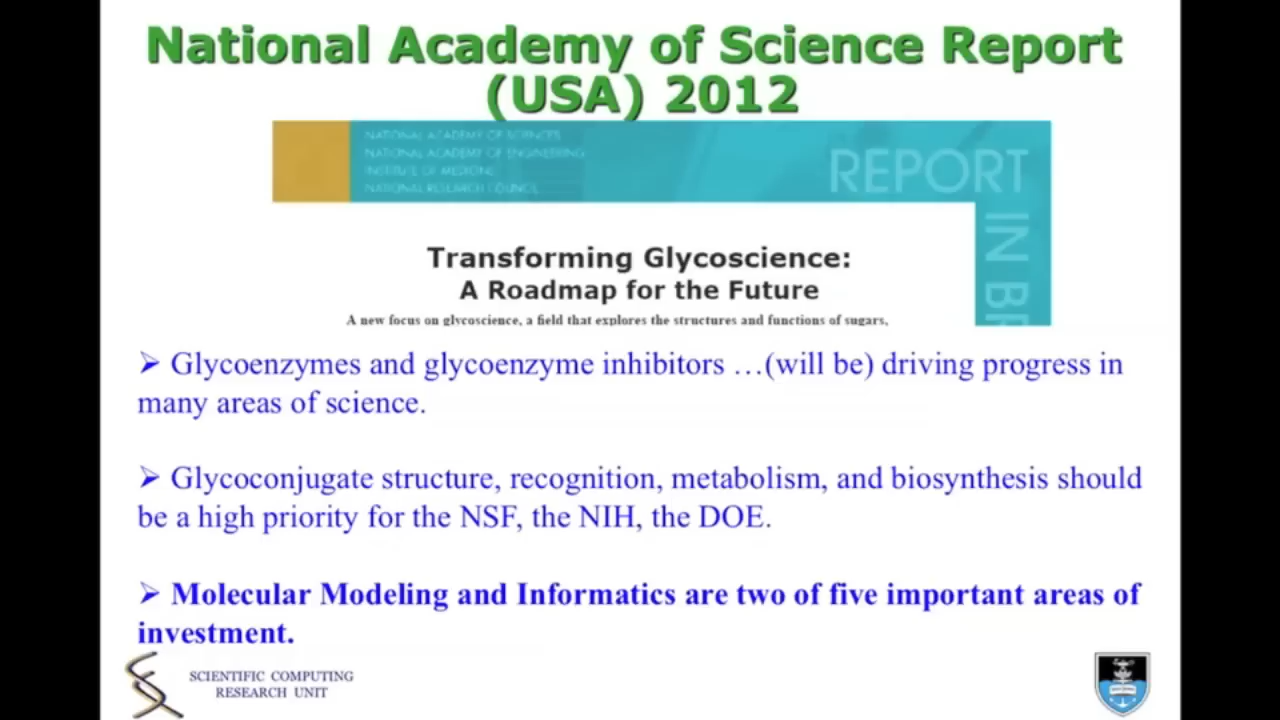 National Academy of Science Report
(USA) 2012
NATIONAL ACADEMY OF SCIENCES
NATIONAL ACADEMY OF ENGINEERING
INSTITUTE OF MEDICINE
NATIONAL RESEARCH COUNCIL
REPORT
IN BR
Transforming Glycoscience:
A Roadmap for the Future
A new focus on glycoscience, a field that explores the structures and functions of sugars,
➢ Glycoenzymes and glycoenzyme inhibitors …(will be) driving progress in
many areas of science.
➢ Glycoconjugate structure, recognition, metabolism, and biosynthesis should
be a high priority for the NSF, the NIH, the DOE.
➢ Molecular Modeling and Informatics are two of five important areas of
investment.
SCIENTIFIC COMPUTING
RESEARCH UNIT